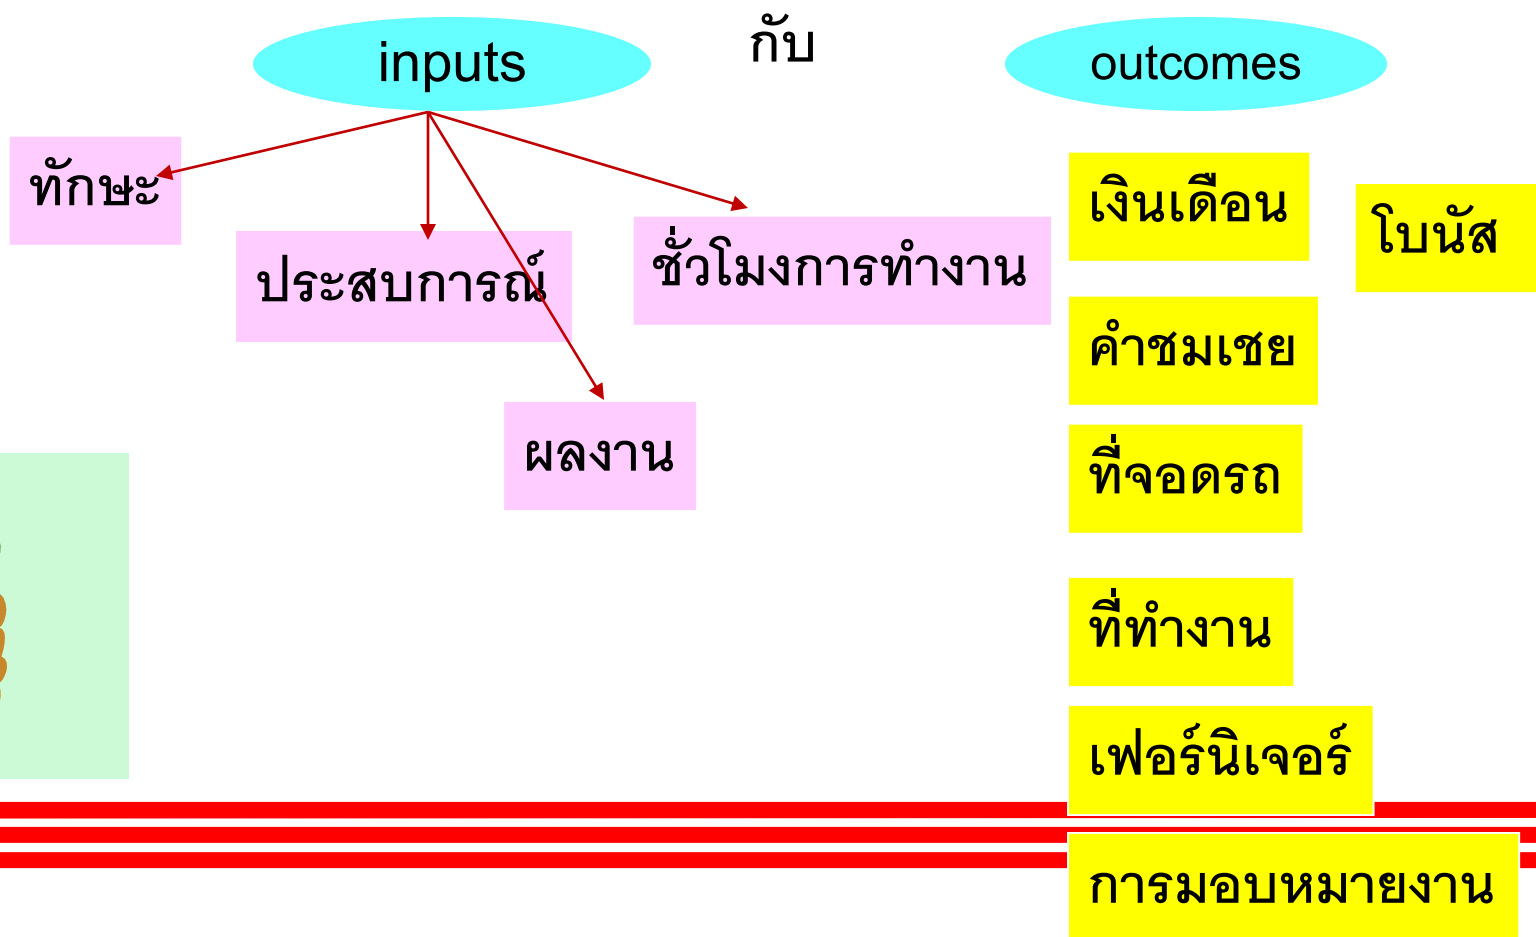 inputs
กับ
outcomes
ทักษะ
ประสบการณ์
ชั่วโมงการทำงาน
ผลงาน
เงินเดือน
โบนัส
คำชมเชย
ที่จอดรถ
ที่ทำงาน
เฟอร์นิเจอร์
การมอบหมายงาน